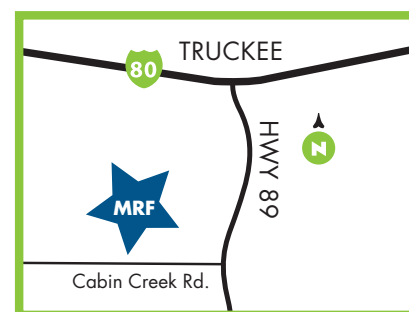 TRUCKEE
80
HWY 89
N
MRF
Cabin Creek Rd.